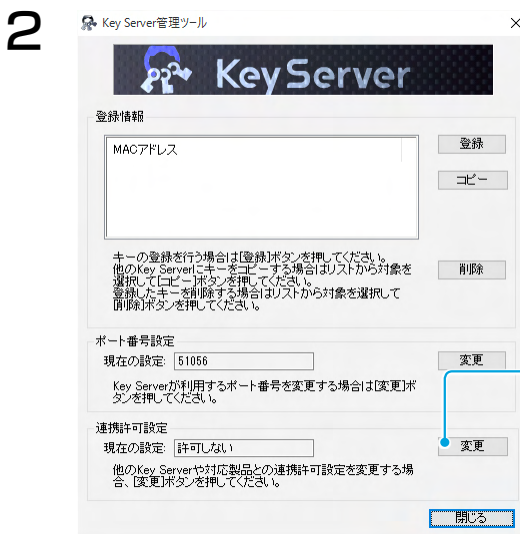 2
Key Server管理ツール
KeyServer
登録情報
MACアドレス
登録
コピー
キーの登録を行う場合は[登録]ボタンを押してください。
他のKey Serverにキーをコピーする場合はリストから対象を
選択して[コピー]ボタンを押してください。
登録したキーを削除する場合はリストから対象を選択して
[削除]ボタンを押してください。
削除
ポート番号設定
現在の設定: 51056
変更
Key Serverが利用するポート番号を変更する場合は[変更]ボ
タンを押してください。
連携許可設定
現在の設定: 許可しない
変更
他のKey Serverや対応製品との連携許可設定を変更する場
合、[変更]ボタンを押してください。
閉じる